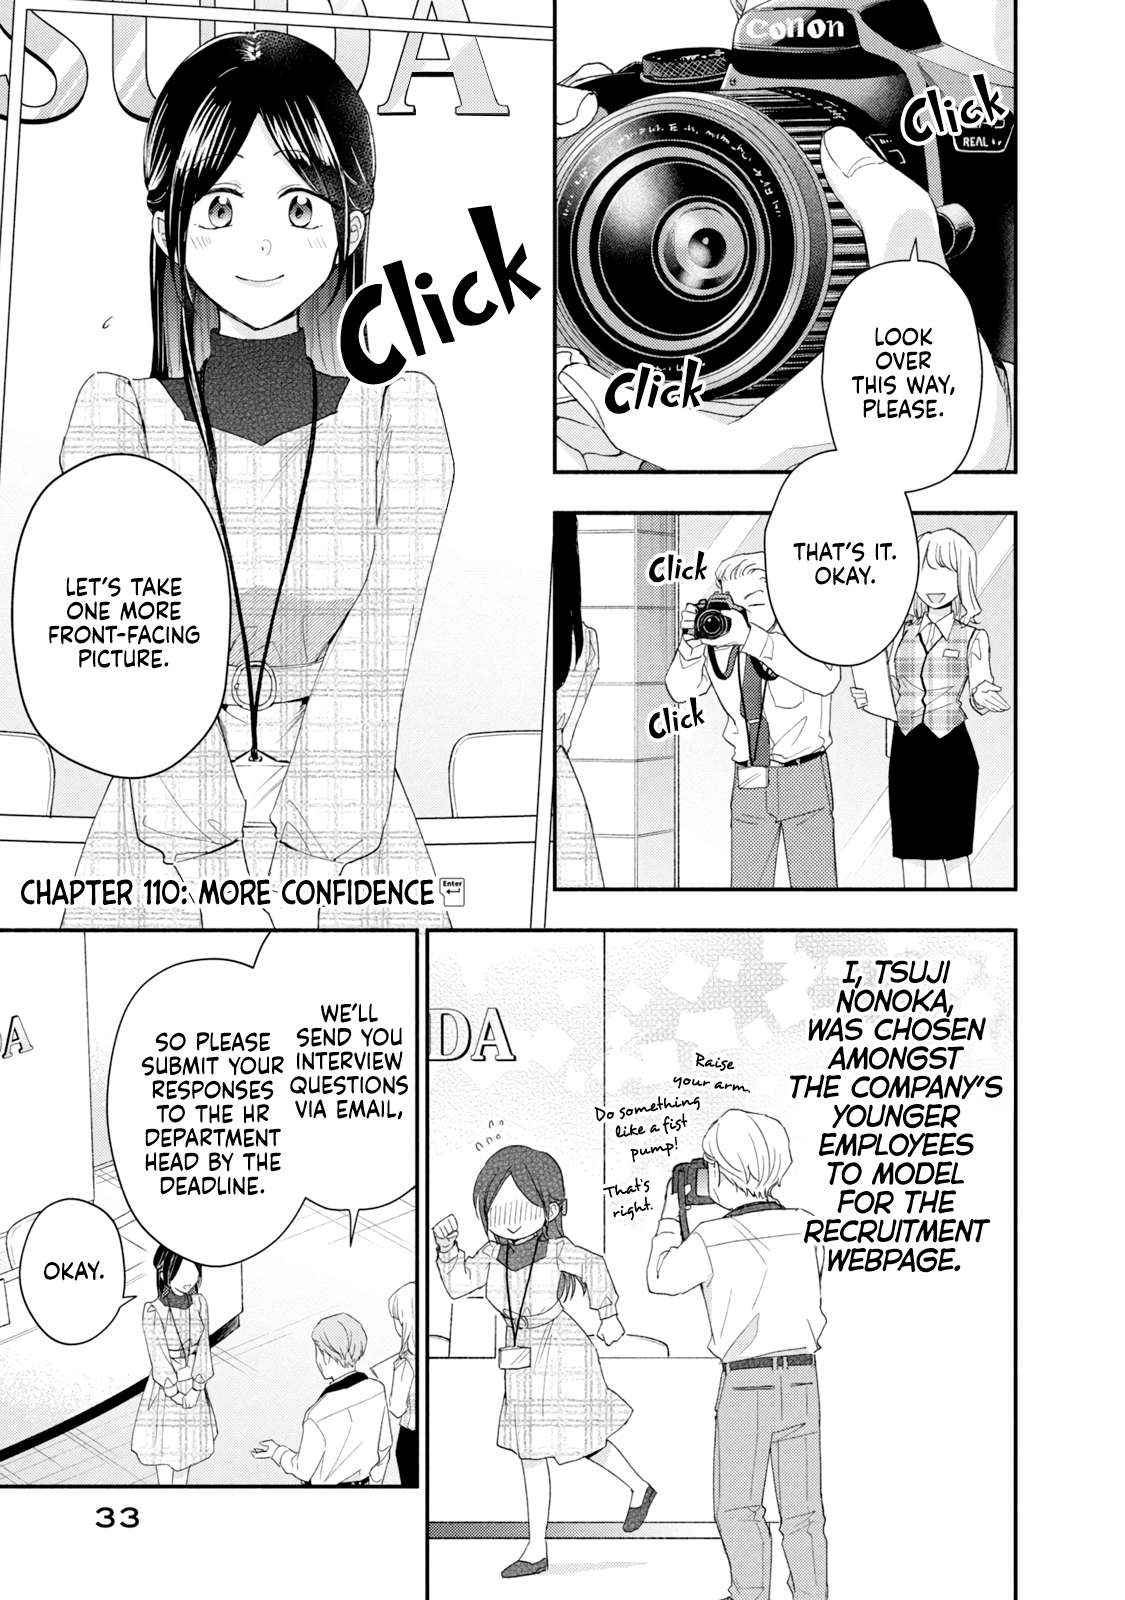 Conon
Click
REAL
Click
LOOK
OVER
THIS WAY,
PLEASE.
THAT'S IT.
OKAY.
Click
Click
SUDA
Click
LET'S TAKE
ONE MORE
FRONT-FACING
PICTURE.
CHAPTER 110: MORE CONFIDENCE
Enter
I, TSUJI
NONOKA,
WAS CHOSEN
AMONGST
THE COMPANY'S
YOUNGER
EMPLOYEES
TO MODEL
FOR THE
RECRUITMENT
WEBPAGE.
DA
Raise
your arm.
Do something
like a fist
pump!
That's
right.
WE'LL
SEND YOU
INTERVIEW
QUESTIONS
VIA EMAIL,
SO PLEASE
SUBMIT YOUR
RESPONSES
TO THE HR
DEPARTMENT
HEAD BY THE
DEADLINE.
DA
OKAY.
33